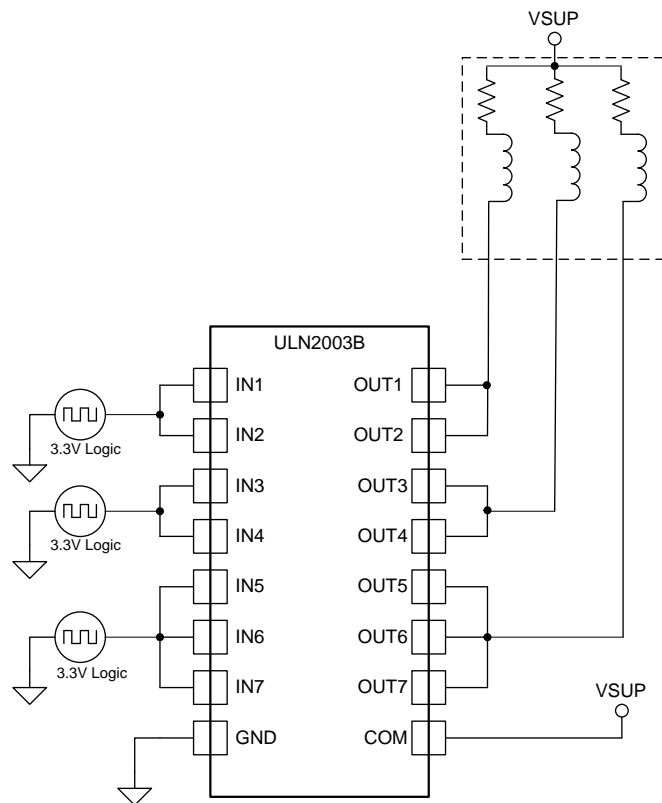 VSUP
ULN2003B
IN1
OUT1
IN2
OUT2
3.3V Logic
IN3
OUT3
IN4
OUT4
3.3V Logic
IN5
OUT5
IN6
OUT6
3.3V Logic
IN7
OUT7
VSUP
GND
COM